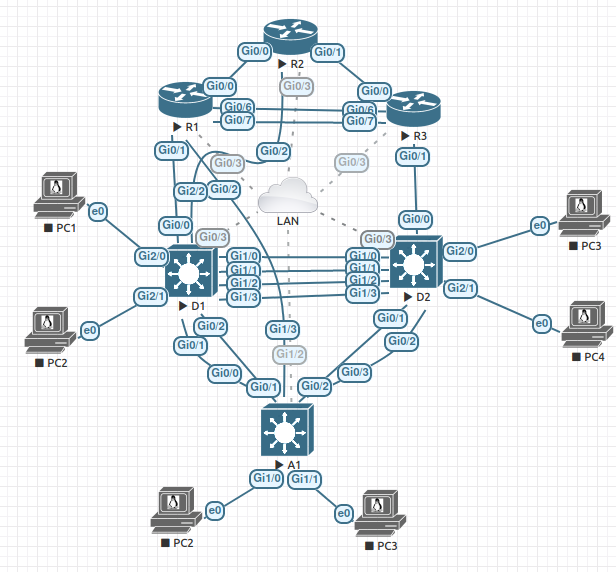 Gi0/0
Gi0/1
R2
Gi0/0
Gi0/3
Gi0/0
Gi0/6
Gi0/6
Gi0/7
Gi0/7
R1
R3
Gi0/1
Gi0/2
Gi0/3
Gi0/3
Gi0/1
Gi2/2
Gi0/2
e0
PC1
LAN
Gi0/0
Gi0/0
e0
PC3
Gi0/3
Gi0/3
Gi2/0
Gi1/0
Gi1/0
Gi2/0
Gi1/1
Gi1/1
Gi1/2
Gi1/2
Gi2/1
Gi1/3
Gi1/3
Gi2/1
D1
D2
e0
PC2
Gi0/2
Gi1/3
Gi0/1
e0
PC4
Gi0/1
Gi1/2
Gi0/2
Gi0/0
Gi0/3
Gi0/1
Gi0/2
A1
Gi1/0
Gi1/1
e0
e0
PC2
PC3